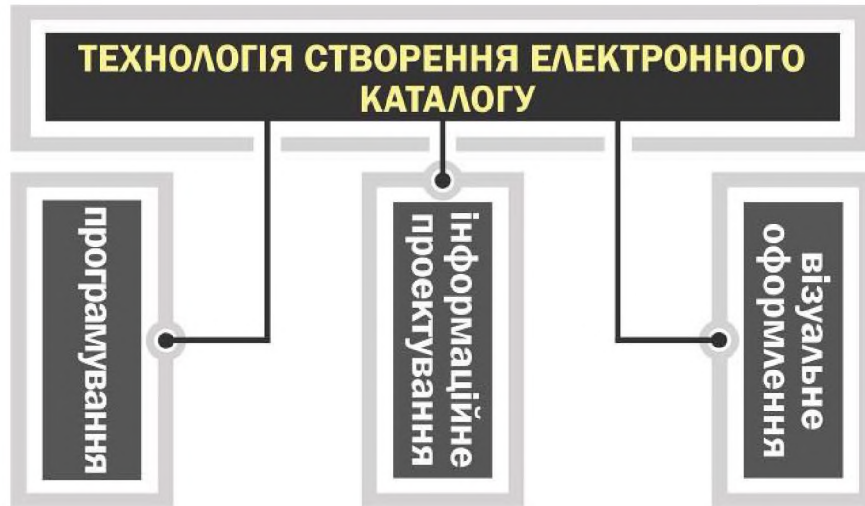 ТЕХНОЛОГІЯ СТВОРЕННЯ ЕЛЕКТРОННОГО
КАТАЛОГУ
програмування
інформаційне
проектування
візуальне
оформлення